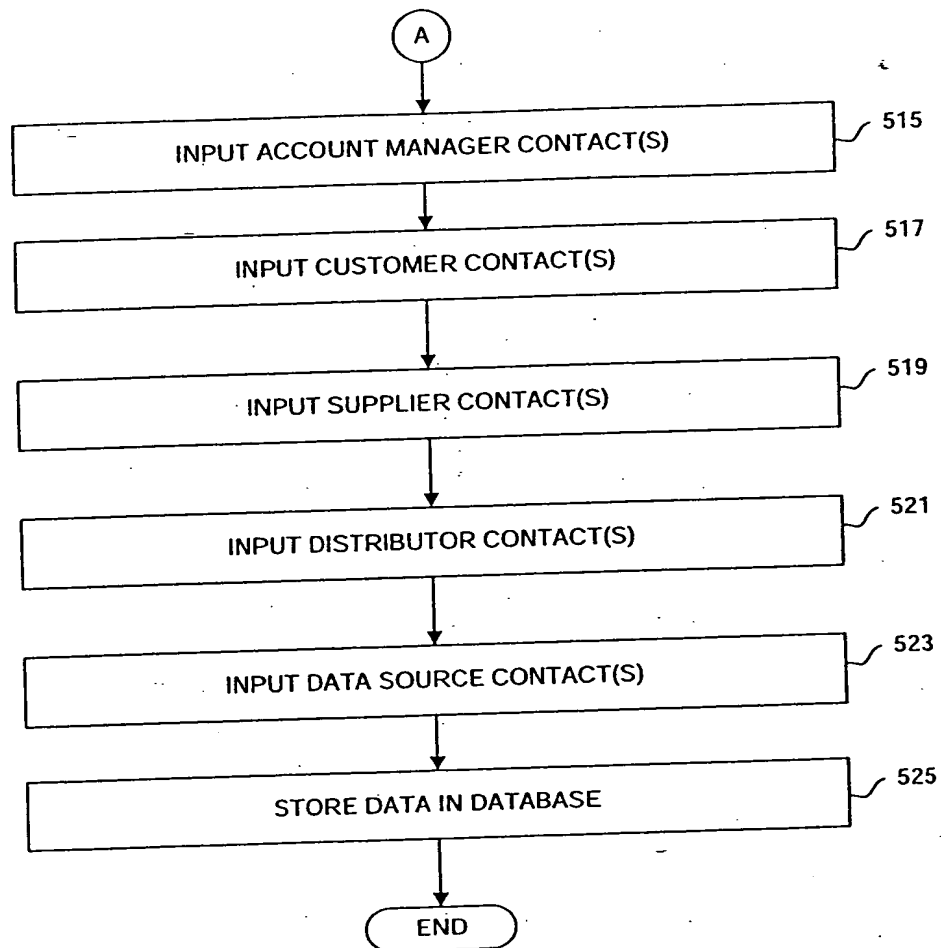 A
INPUT ACCOUNT MANAGER CONTACT(S)
515
INPUT CUSTOMER CONTACT(S)
517
INPUT SUPPLIER CONTACT(S)
519
INPUT DISTRIBUTOR CONTACT(S)
521
INPUT DATA SOURCE CONTACT(S)
523
STORE DATA IN DATABASE
525
END